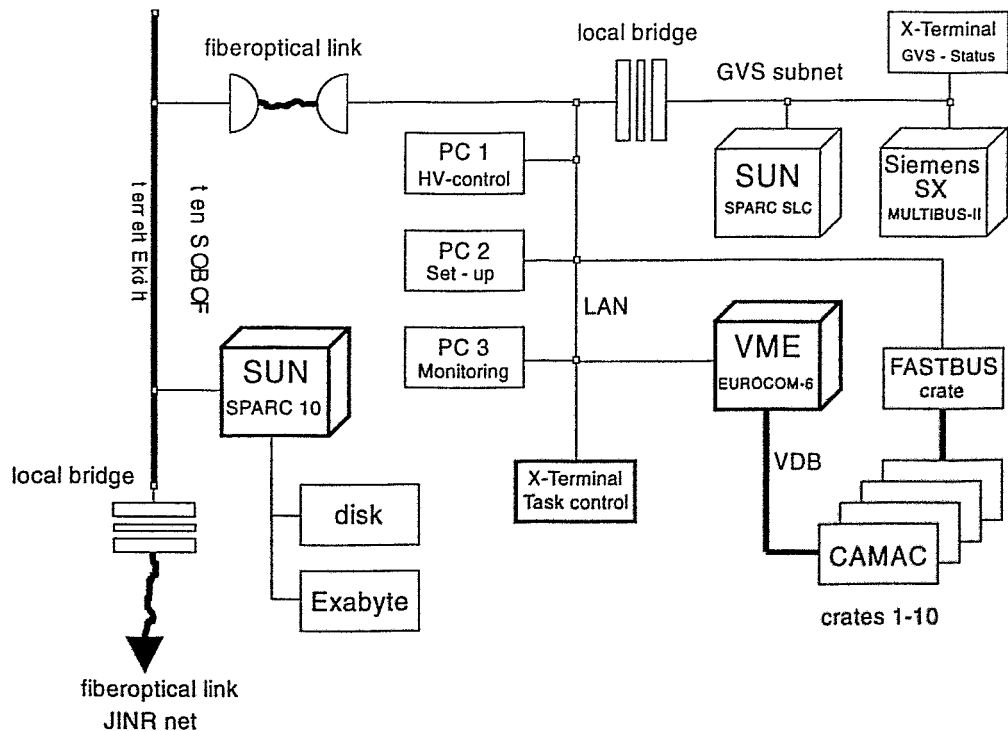 fiberoptical link
local bridge
X-Terminal
GVS - Status
GVS subnet
PC 1
HV-control
SUN
SPARC SLC
Siemens
SX
MULTIBUS-II
t erreht
t en SOBOF
PC 2
Set - up
LAN
PC 3
Monitoring
VME
EUROCOM-6
FASTBUS
crate
SUN
SPARC 10
local bridge
X-Terminal
Task control
VDB
disk
CAMAC
Exabyte
crates 1-10
fiberoptical link
JINR net